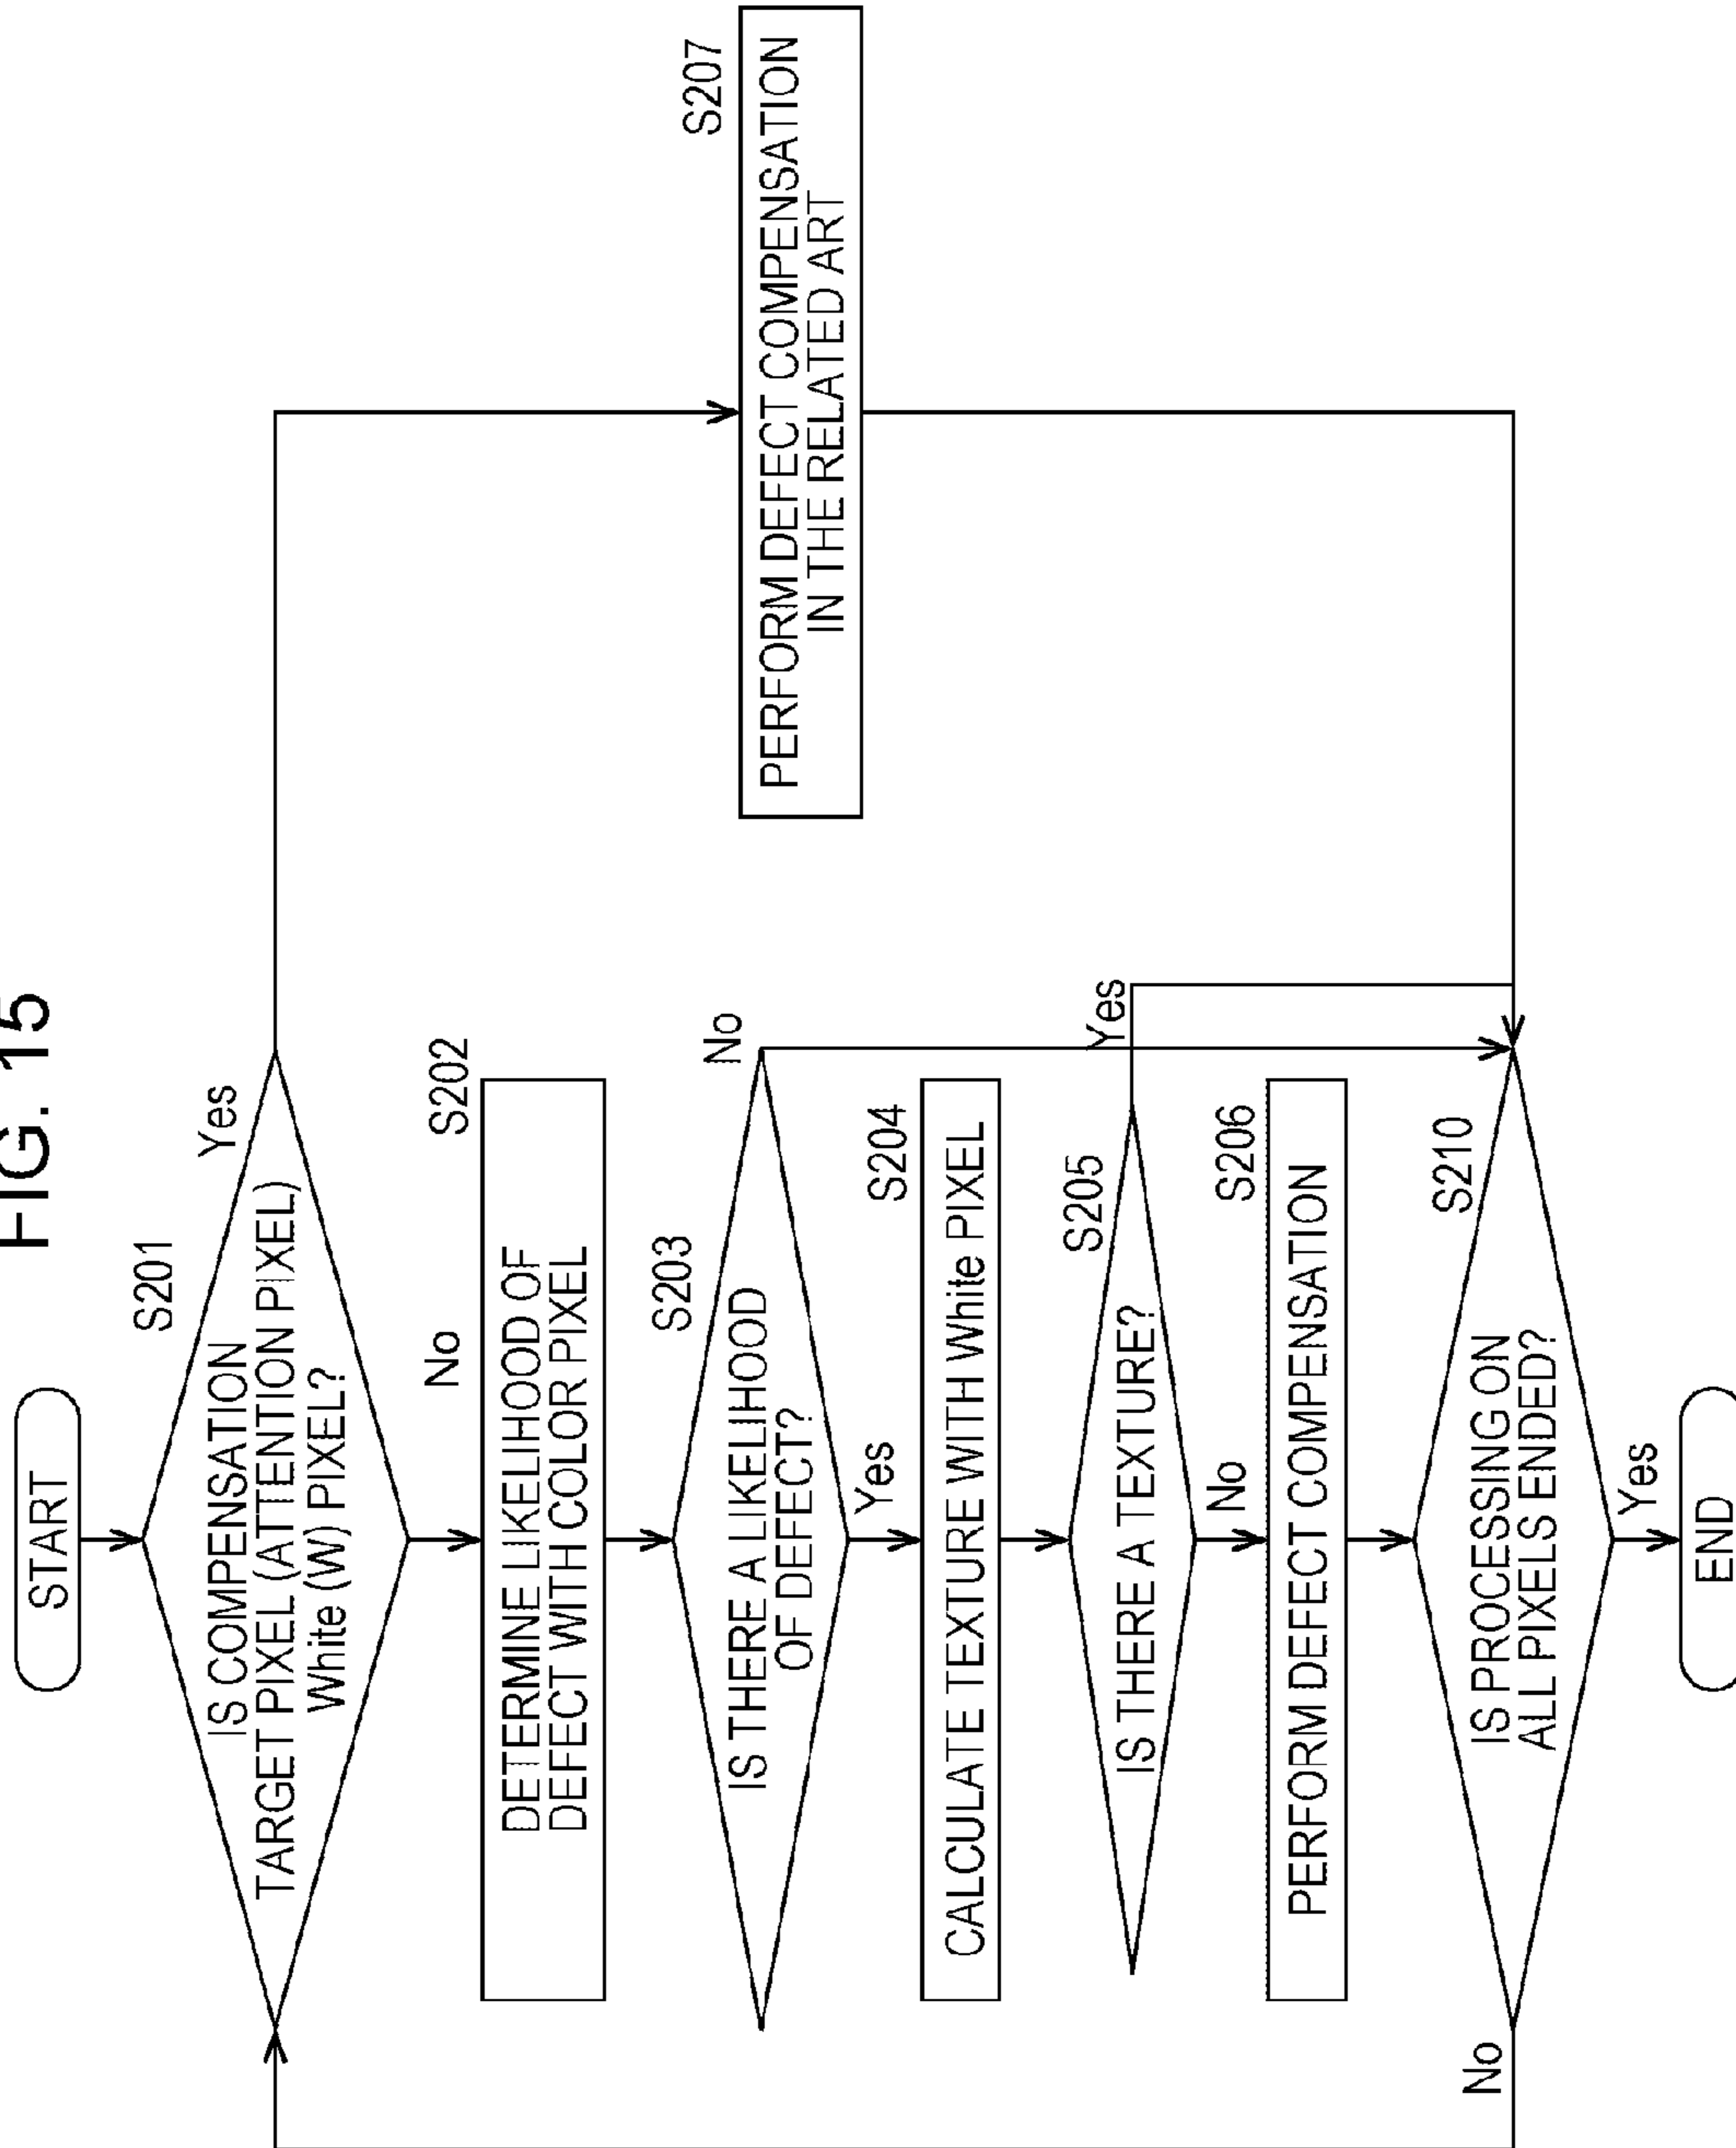 FIG. 15
START
S201
IS COMPENSATION
TARGET PIXEL (ATTENTION PIXEL)
White (W) PIXEL?
Yes
No
S202
DETERMINE LIKELIHOOD OF
DEFECT WITH COLOR PIXEL
S203
IS THERE A LIKELIHOOD
OF DEFECT?
No
Yes
S204
CALCULATE TEXTURE WITH White PIXEL
S205
IS THERE A TEXTURE?
Yes
No
S206
PERFORM DEFECT COMPENSATION
S207
PERFORM DEFECT COMPENSATION
IN THE RELATED ART
S210
IS PROCESSING ON
ALL PIXELS ENDED?
No
Yes
END